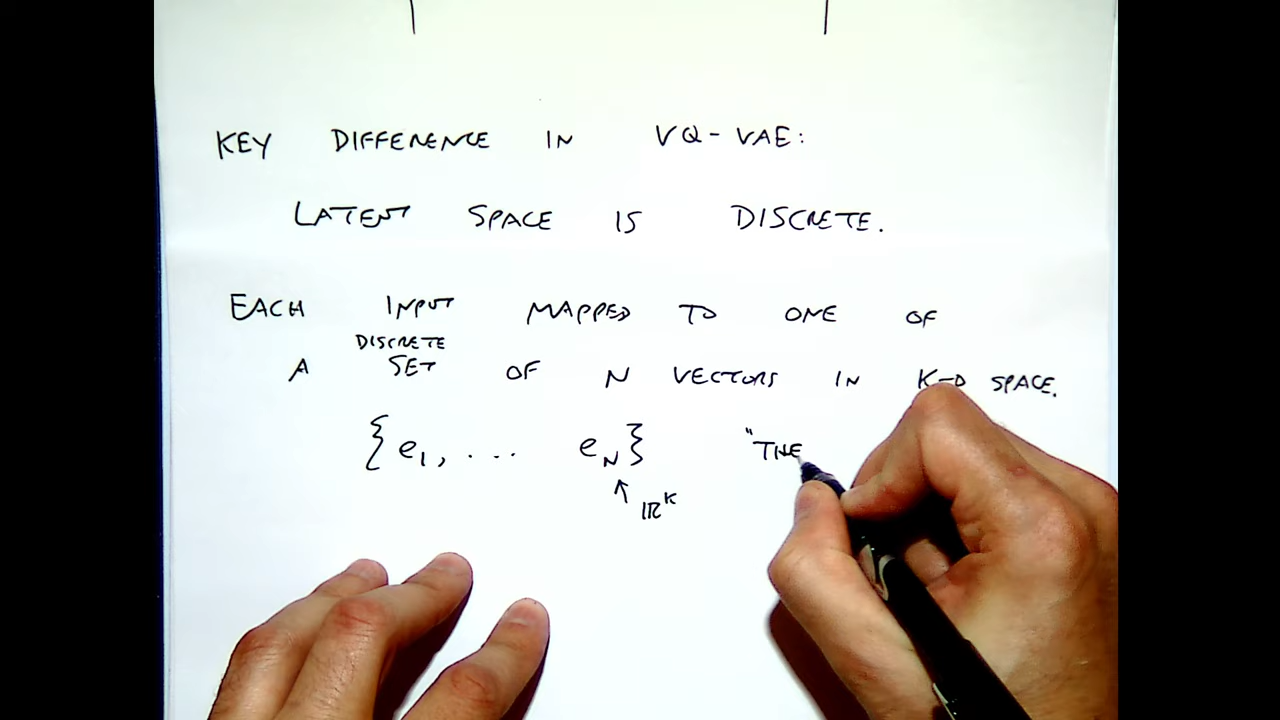 KEY DIFFERENCE IN VQ-VAE:
LATENT SPACE IS DISCRETE.
EACH INPUT MAPPED TO ONE OF
DISCRETE
A SET OF N VECTORS IN K-D SPACE.
{e₁, ... e_N} "THE
↑ ℝᴷ